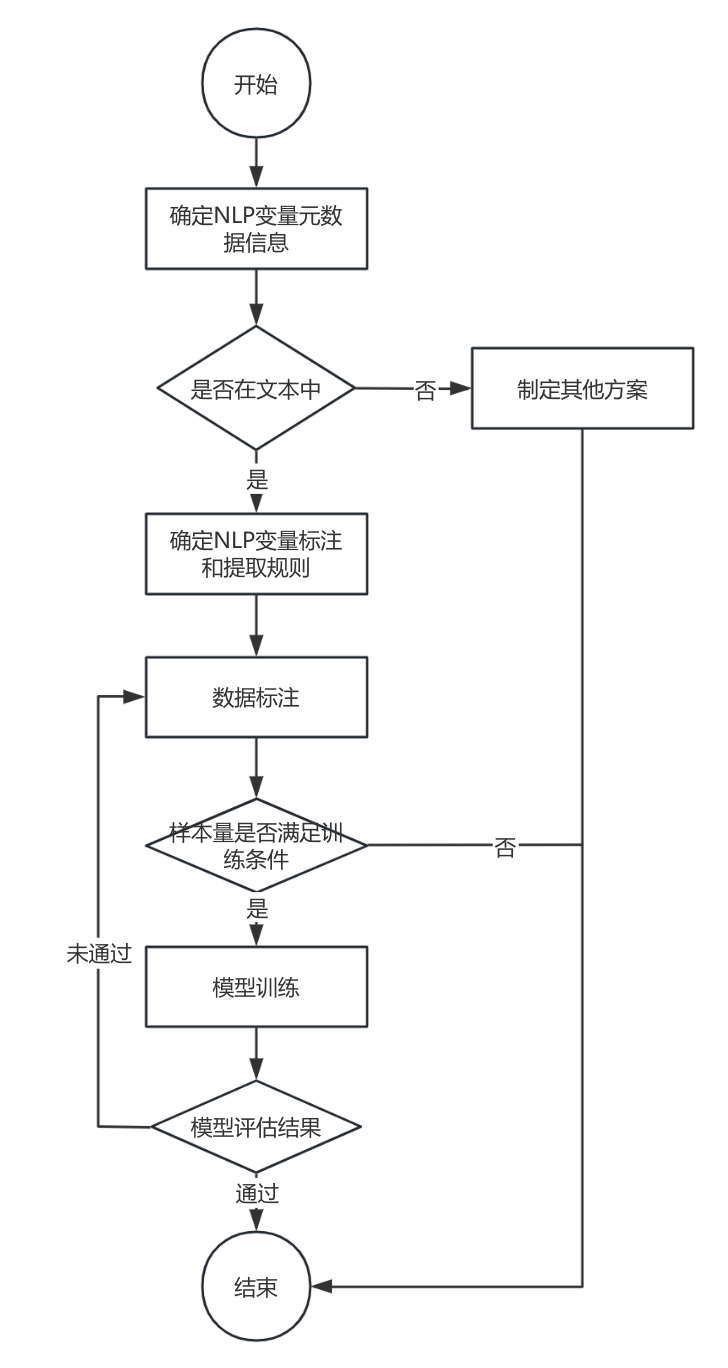 开始
确定NLP变量元数
据信息
是否在文本中
否
制定其他方案
是
确定NLP变量标注
和提取规则
数据标注
样本量是否满足训
练条件
否
是
未通过
模型训练
模型评估结果
通过
结束